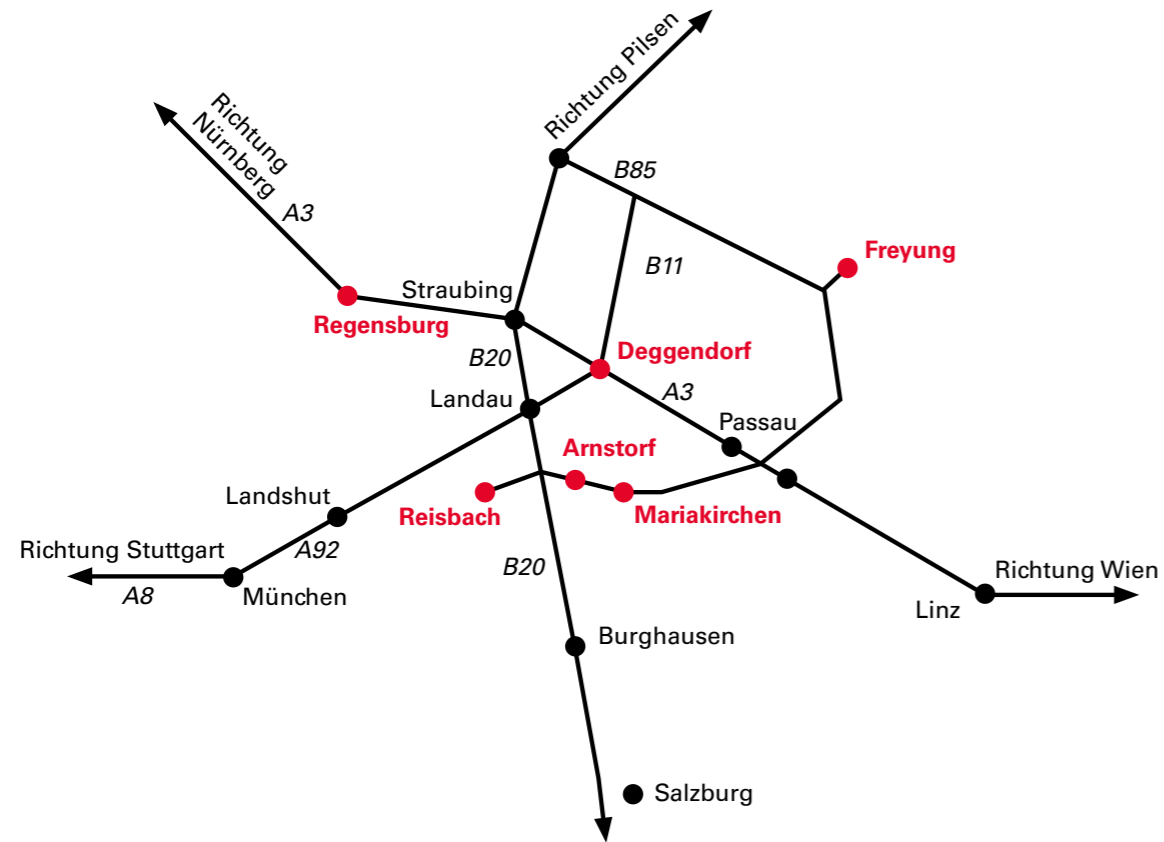 Richtung Pilsen
Richtung
Nürnberg
A3
B85
B11
Freyung
Straubing
Regensburg
B20
Deggendorf
A3
Landau
Passau
Arnstorf
Reisbach
Mariakirchen
Landshut
A92
Richtung Stuttgart
A8
München
B20
Richtung Wien
Linz
Burghausen
Salzburg